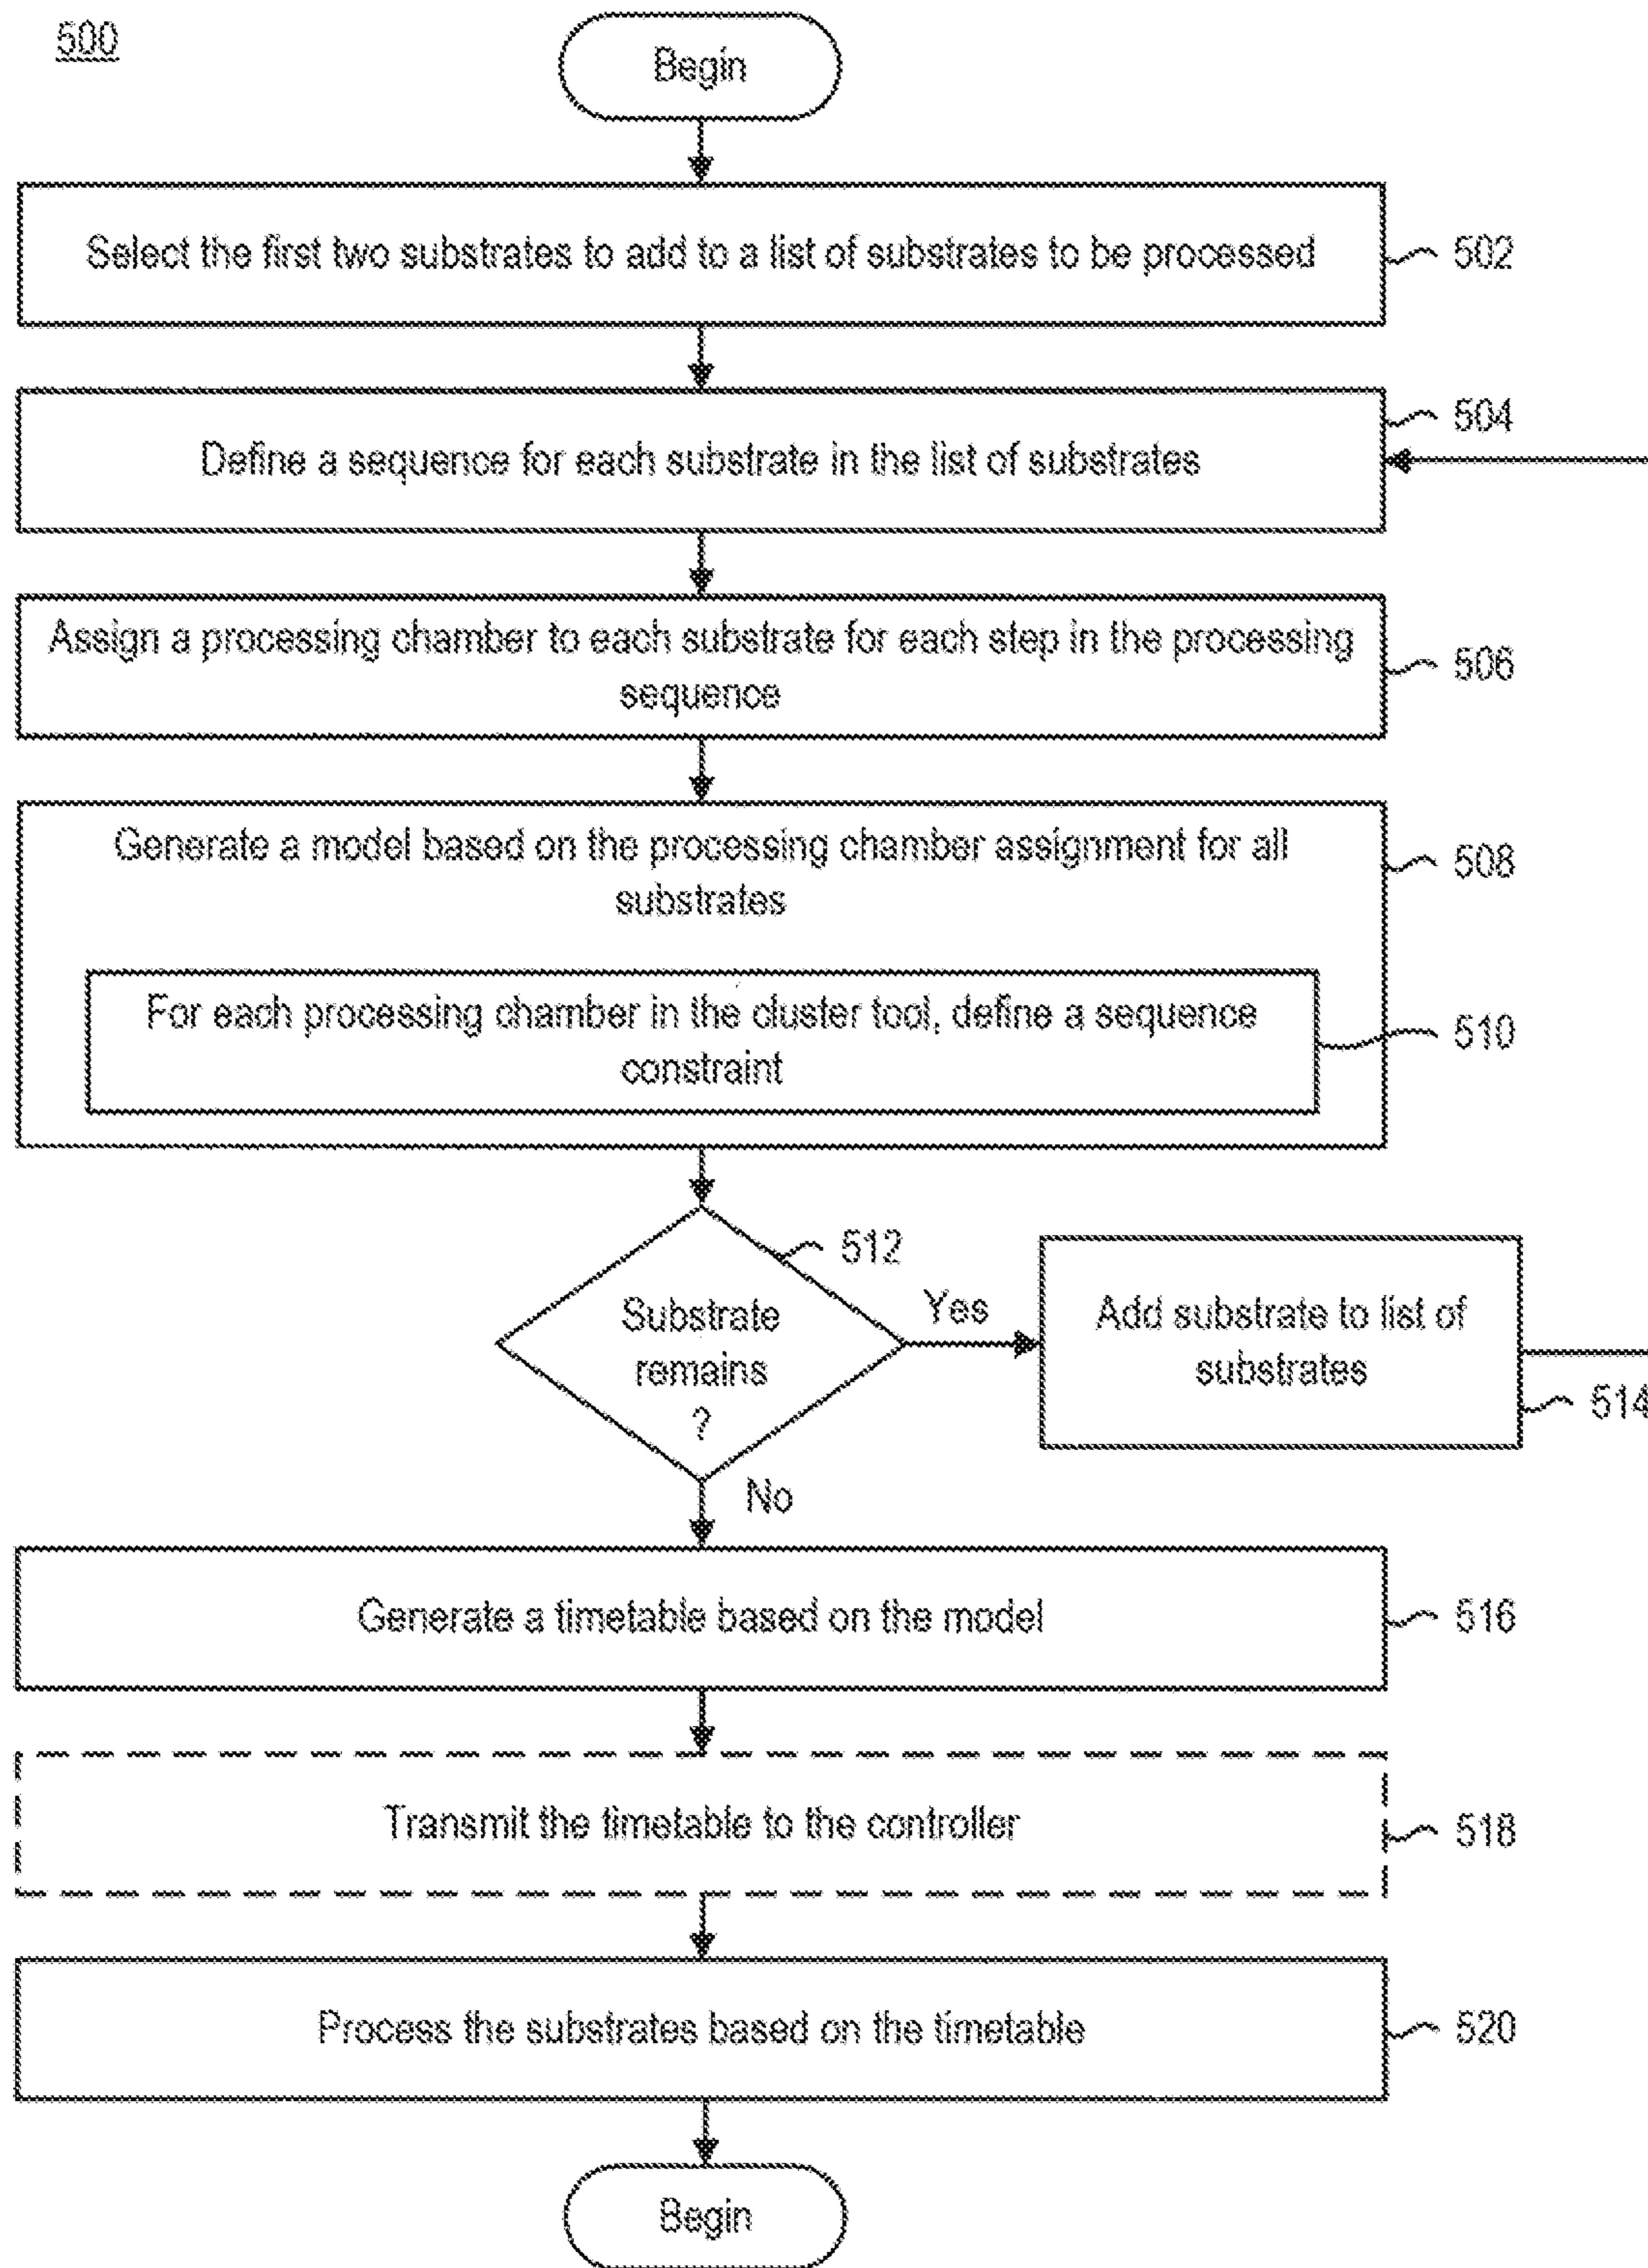 500
Begin
Select the first two substrates to add to a list of substrates to be processed
502
504
Define a sequence for each substrate in the list of substrates
Assign a processing chamber to each substrate for each step in the processing
sequence
506
Generate a model based on the processing chamber assignment for all
substrates
508
For each processing chamber in the cluster tool, define a sequence
constraint
510
512
Substrate
remains
?
Yes
Add substrate to list of
substrates
514
No
Generate a timetable based on the model
516
Transmit the timetable to the controller
518
Process the substrates based on the timetable
520
Begin